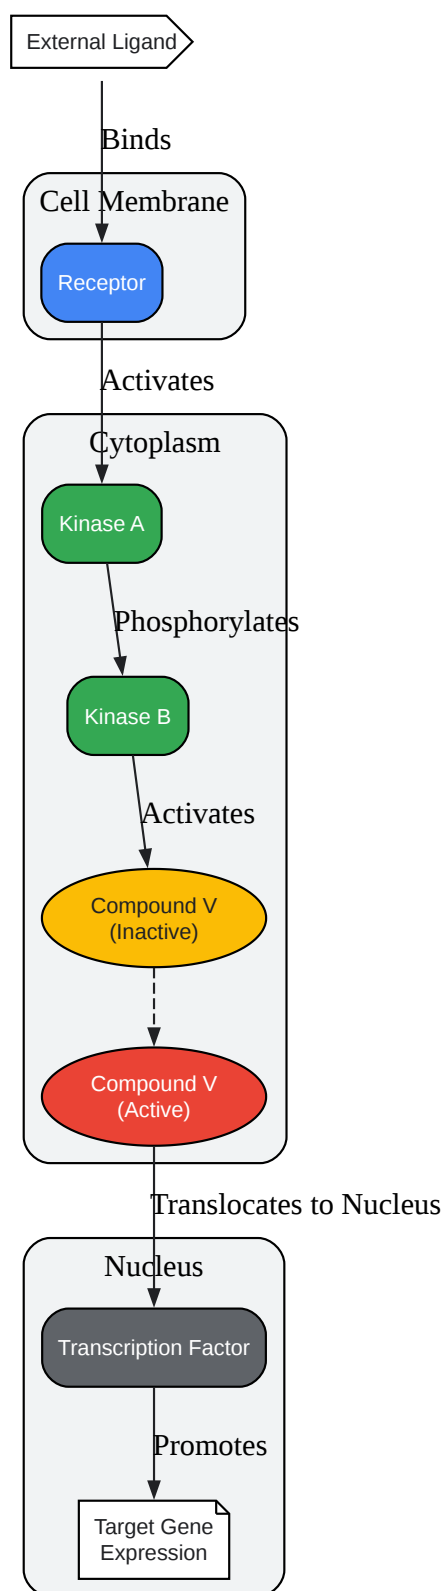 External Ligand
Binds
Cell Membrane
Receptor
Activates
Cytoplasm
Kinase A
Phosphorylates
Kinase B
Activates
Compound V
(Inactive)
Compound V
(Active)
Translocates to Nucleus
Nucleus
Transcription Factor
Promotes
Target Gene
Expression